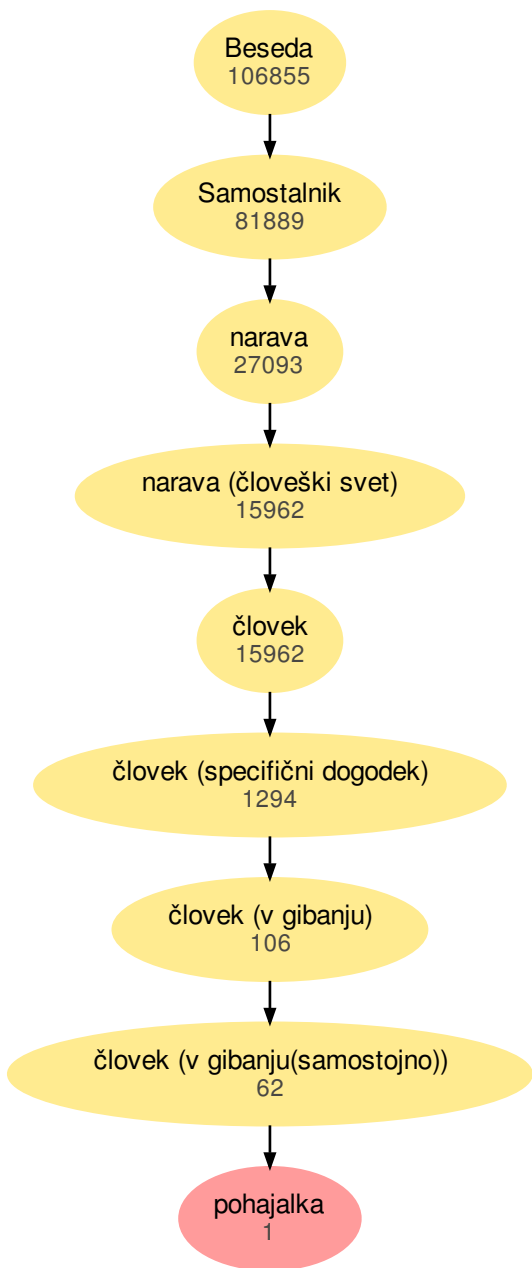 Beseda
106855
Samostalnik
81889
narava
27093
narava (človeški svet)
15962
človek
15962
človek (specifični dogodek)
1294
človek (v gibanju)
106
človek (v gibanju(samostojno))
62
pohajalka
1